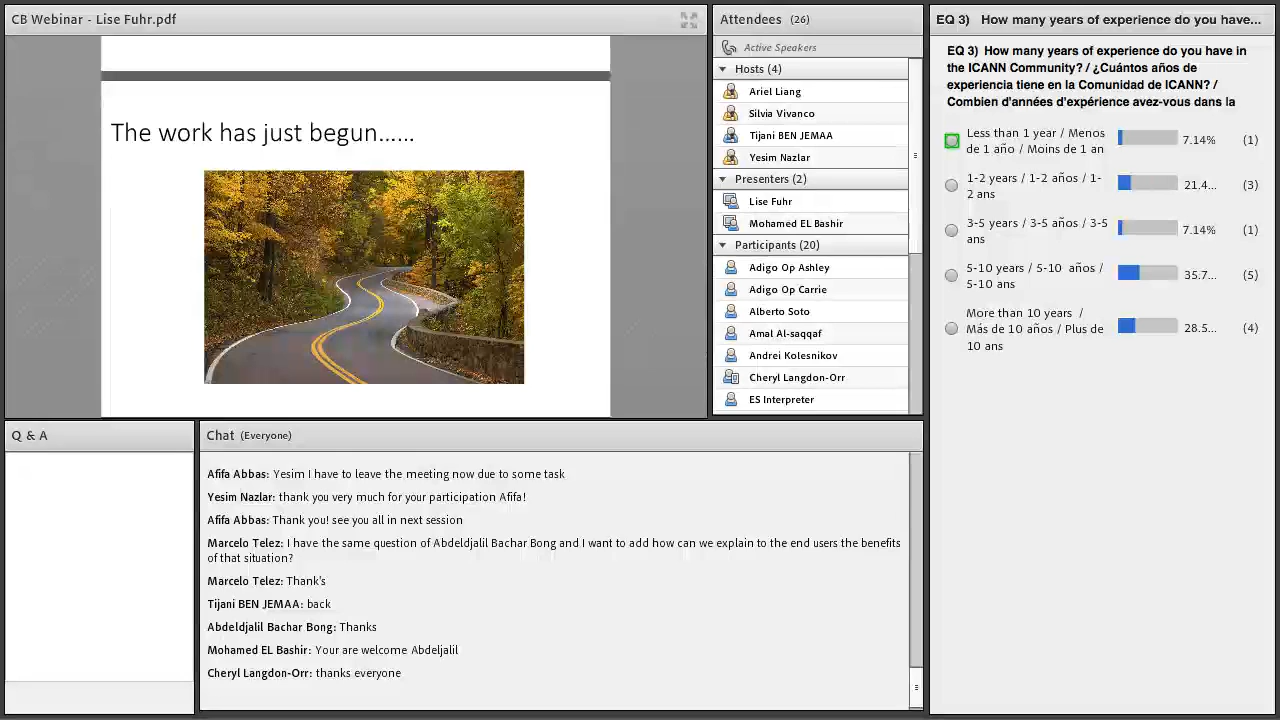 CB Webinar - Lise Fuhr.pdf
The work has just begun......
Attendees (26)
Active Speakers
Hosts (4)
Ariel Liang
Silvia Vivanco
Tijani BEN JEMAA
Yesim Nazlar
Presenters (2)
Lise Fuhr
Mohamed EL Bashir
Participants (20)
Adigo Op Ashley
Adigo Op Carrie
Alberto Soto
Amal Al-saqqaf
Andrei Kolesnikov
Cheryl Langdon-Orr
ES Interpreter
EQ 3) How many years of experience do you have...
EQ 3) How many years of experience do you have in
the ICANN Community? / ¿Cuántos años de
experiencia tiene en la Comunidad de ICANN? /
Combien d'années d'expérience avez-vous dans la
Less than 1 year / Menos
de 1 año / Moins de 1 an
7.14% (1)
1-2 years / 1-2 años / 1-
2 ans
21.4... (3)
3-5 years / 3-5 años / 3-5
ans
7.14% (1)
5-10 years / 5-10 años /
5-10 ans
35.7... (5)
More than 10 years /
Más de 10 años / Plus de
10 ans
28.5... (4)
Q & A
Chat (Everyone)
Afifa Abbas: Yesim I have to leave the meeting now due to some task
Yesim Nazlar: thank you very much for your participation Afifa!
Afifa Abbas: Thank you! see you all in next session
Marcelo Telez: I have the same question of Abdeldjalil Bachar Bong and I want to add how can we explain to the end users the benefits
of that situation?
Marcelo Telez: Thank's
Tijani BEN JEMAA: back
Abdeldjalil Bachar Bong: Thanks
Mohamed EL Bashir: Your are welcome Abdeljalil
Cheryl Langdon-Orr: thanks everyone